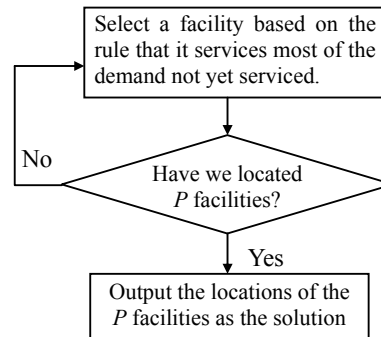 Select a facility based on the
rule that it services most of the
demand not yet serviced.
No
Have we located
P facilities?
Yes
Output the locations of the
P facilities as the solution